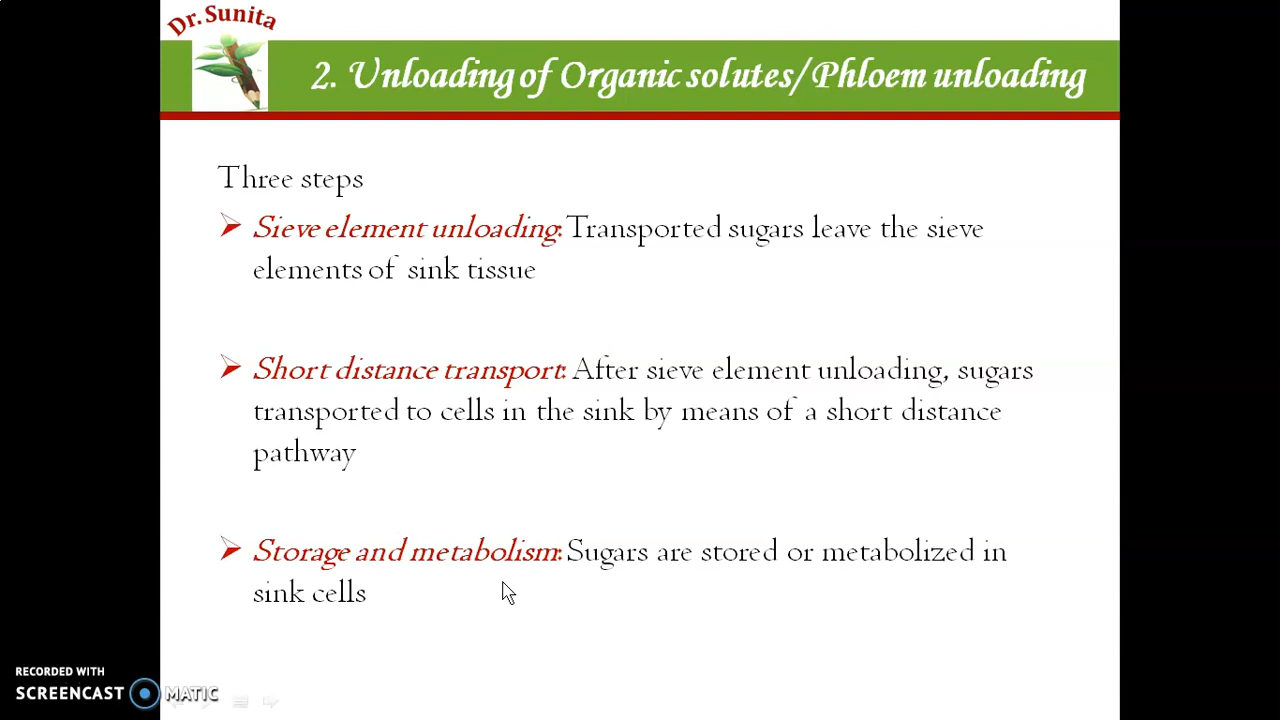 Dr. Sunita
2. Unloading of Organic solutes/Phloem unloading
Three steps
Sieve element unloading: Transported sugars leave the sieve
elements of sink tissue
Short distance transport: After sieve element unloading, sugars
transported to cells in the sink by means of a short distance
pathway
Storage and metabolism: Sugars are stored or metabolized in
sink cells
RECORDED WITH
SCREENCAST MATIC